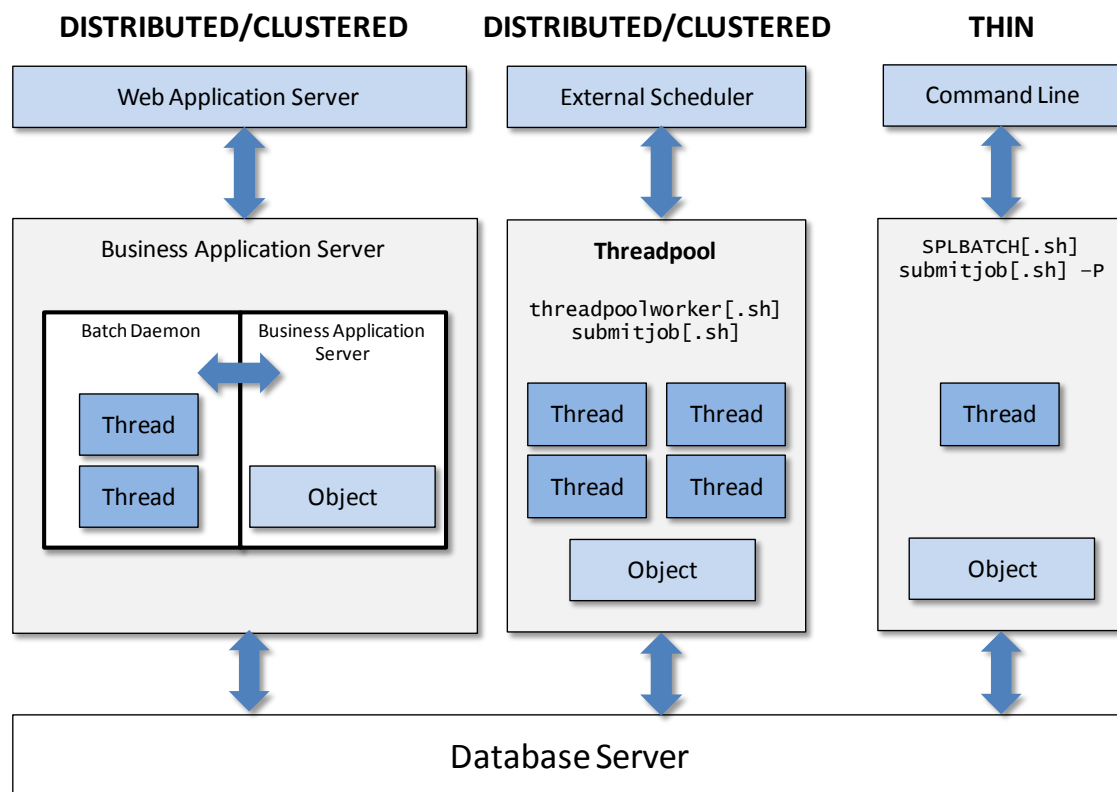 DISTRIBUTED/CLUSTERED
DISTRIBUTED/CLUSTERED
THIN
Web Application Server
External Scheduler
Command Line
Business Application Server
Batch Daemon
Business Application
Server
Thread
Thread
Object
Threadpool
threadpoolworker[.sh]
submitjob[.sh]
Thread
Thread
Thread
Thread
Object
SPLBATCH[.sh]
submitjob[.sh] –P
Thread
Object
Database Server